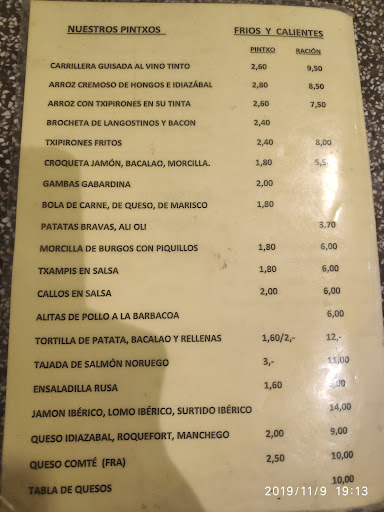 NUESTROS PINTXOS FRIOS Y CALIENTES
PINTXO RACIÓN
CARRILLERA GUISADA AL VINO TINTO 2,60 9,50
ARROZ CREMOSO DE HONGOS E IDIAZÁBAL 2,80 8,50
ARROZ CON TXIPIRONES EN SU TINTA 2,60 7,50
BROCHETA DE LANGOSTINOS Y BACON 2,40
TXIPIRONES FRITOS 2,40 8,00
CROQUETA JAMÓN, BACALAO, MORCILLA. 1,80
GAMBAS GABARDINA 2,00
BOLA DE CARNE, DE QUESO, DE MARISCO 1,80
PATATAS BRAVAS, ALI OLI 3,70
MORCILLA DE BURGOS CON PIQUILLOS 1,80 6,00
TXAMPIS EN SALSA 1,80 6,00
CALLOS EN SALSA 2,00 6,00
ALITAS DE POLLO A LA BARBACOA 6,00
TORTILLA DE PATATA, BACALAO Y RELLENAS 1,60/2,- 12,-
TAJADA DE SALMÓN NORUEGO 3,- 11,00
ENSALADILLA RUSA 1,60
JAMON IBÉRICO, LOMO IBÉRICO, SURTIDO IBÉRICO 14,00
QUESO IDIAZABAL, ROQUEFORT, MANCHEGO 2,00 9,00
QUESO COMTÉ (FRA) 2,50 10,00
TABLA DE QUESOS 10,00
2019/11/9 19:13